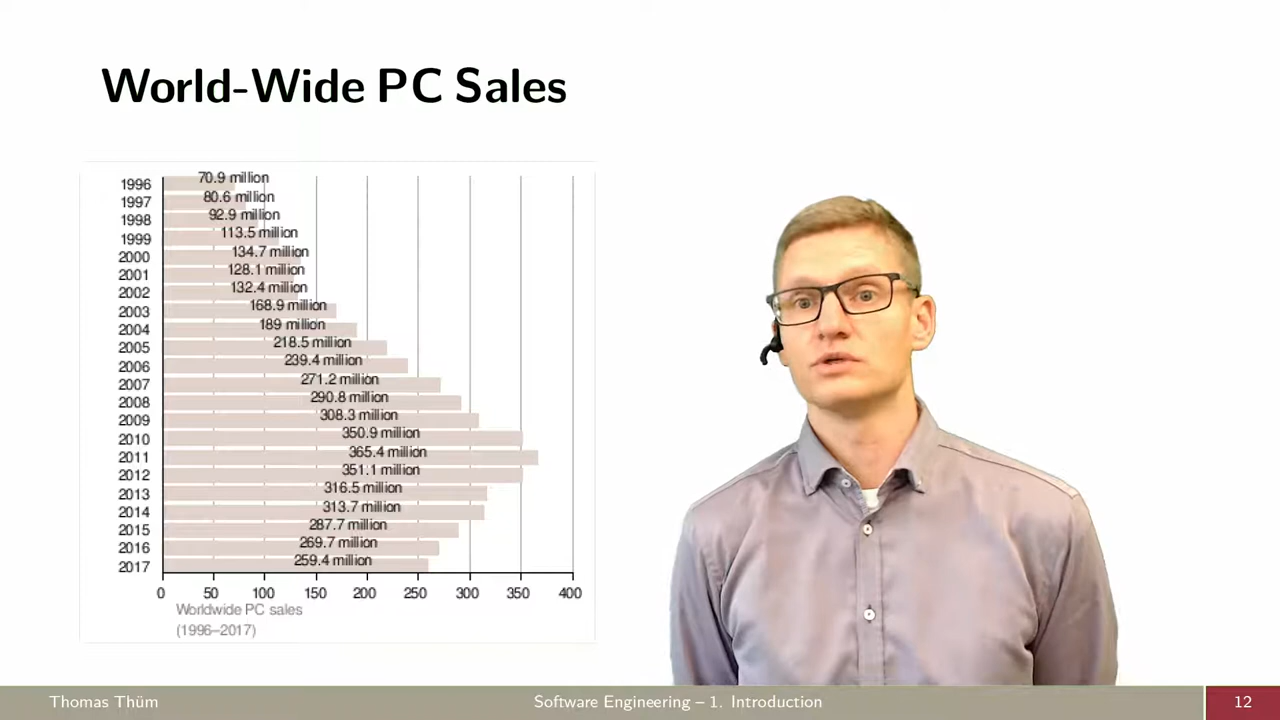 World-Wide PC Sales
1996 70.9 million
1997 80.6 million
1998 92.9 million
1999 113.5 million
2000 134.7 million
2001 128.1 million
2002 132.4 million
2003 168.9 million
2004 189 million
2005 218.5 million
2006 239.4 million
2007 271.2 million
2008 290.8 million
2009 308.3 million
2010 350.9 million
2011 365.4 million
2012 351.1 million
2013 316.5 million
2014 313.7 million
2015 287.7 million
2016 269.7 million
2017 259.4 million
0 50 100 150 200 250 300 350 400
Worldwide PC sales
(1996–2017)
Thomas Thüm Software Engineering – 1. Introduction 12